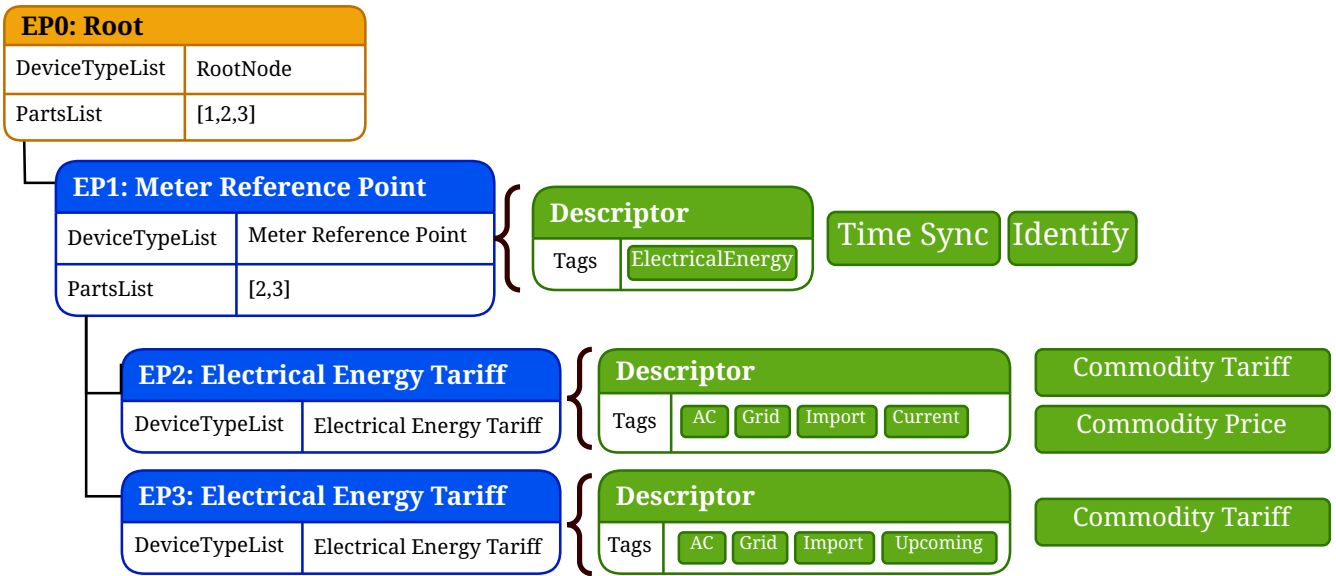 EP0: Root
DeviceTypeList RootNode
PartsList [1,2,3]
EP1: Meter Reference Point
DeviceTypeList Meter Reference Point
PartsList [2,3]
Descriptor
Tags ElectricalEnergy
Time Sync Identify
EP2: Electrical Energy Tariff
DeviceTypeList Electrical Energy Tariff
Descriptor
Tags AC Grid Import Current
Commodity Tariff
Commodity Price
EP3: Electrical Energy Tariff
DeviceTypeList Electrical Energy Tariff
Descriptor
Tags AC Grid Import Upcoming
Commodity Tariff